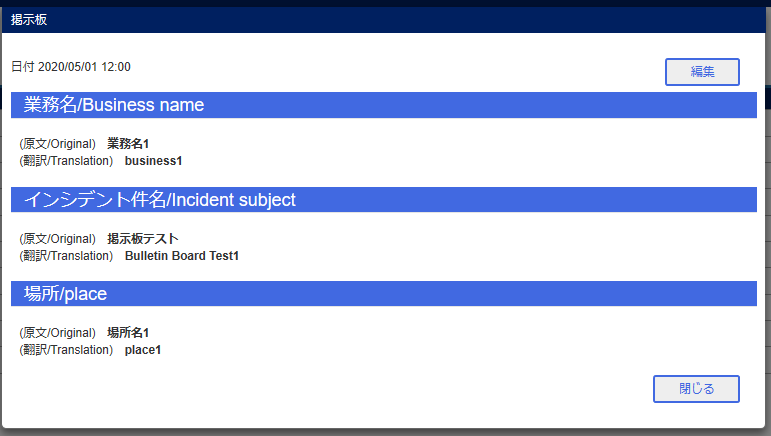 掲示板
日付 2020/05/01 12:00
編集
業務名/Business name
(原文/Original) 業務名1
(翻訳/Translation) business1
インシデント件名/Incident subject
(原文/Original) 掲示板テスト
(翻訳/Translation) Bulletin Board Test1
場所/place
(原文/Original) 場所名1
(翻訳/Translation) place1
閉じる